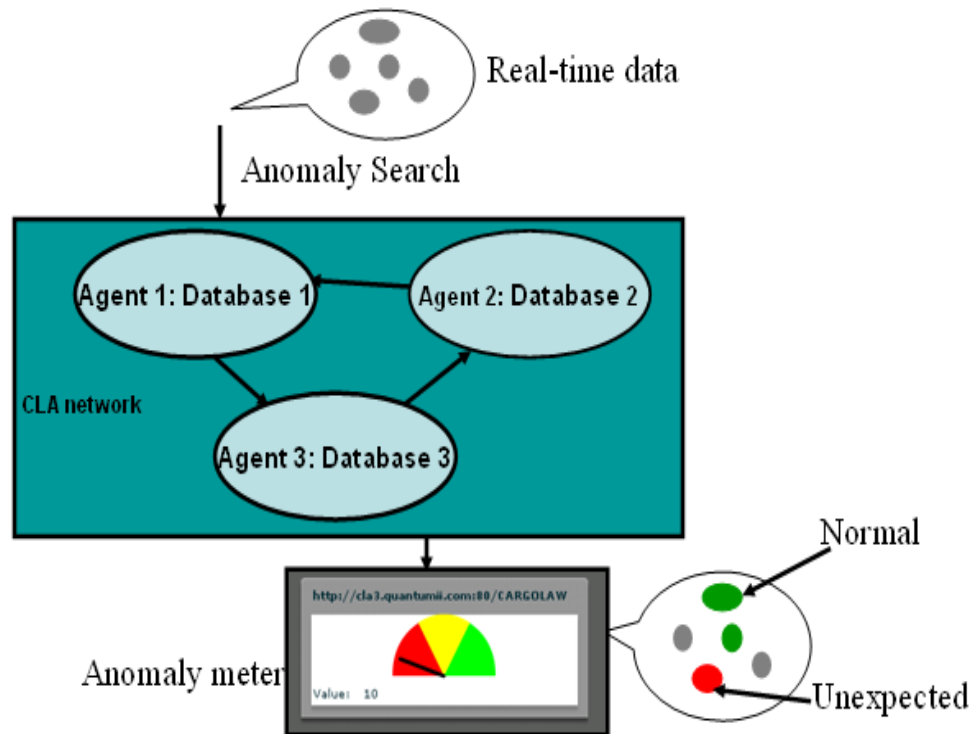 Real-time data
Anomaly Search
Agent 1: Database 1
Agent 2: Database 2
CLA network
Agent 3: Database 3
Normal
http://cla3.quantumii.com:80/CARGOLAW
Anomaly meter
Value: 10
Unexpected